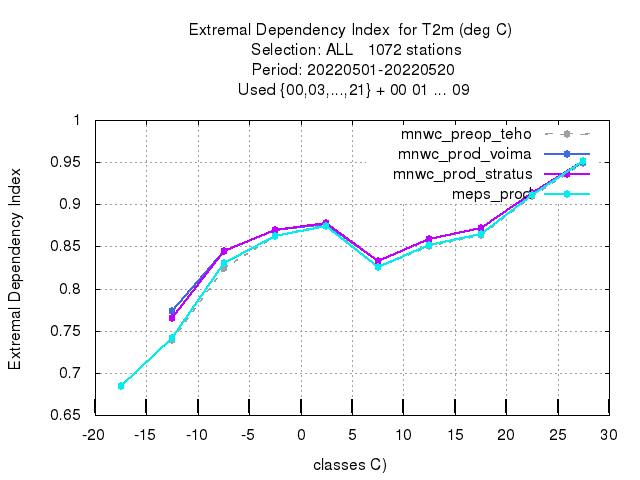 Extremal Dependency Index  for T2m (deg C)
Selection: ALL   1072 stations
Period: 20220501-20220520
Used {00,03,...,21} + 00 01 ... 09
1
0.95
0.9
0.85
0.8
0.75
0.7
0.65
Extremal Dependency Index
mnwc_preop_teho
mnwc_prod_voima
mnwc_prod_stratus
meps_prod
-20 -15 -10 -5 0 5 10 15 20 25 30
classes C)